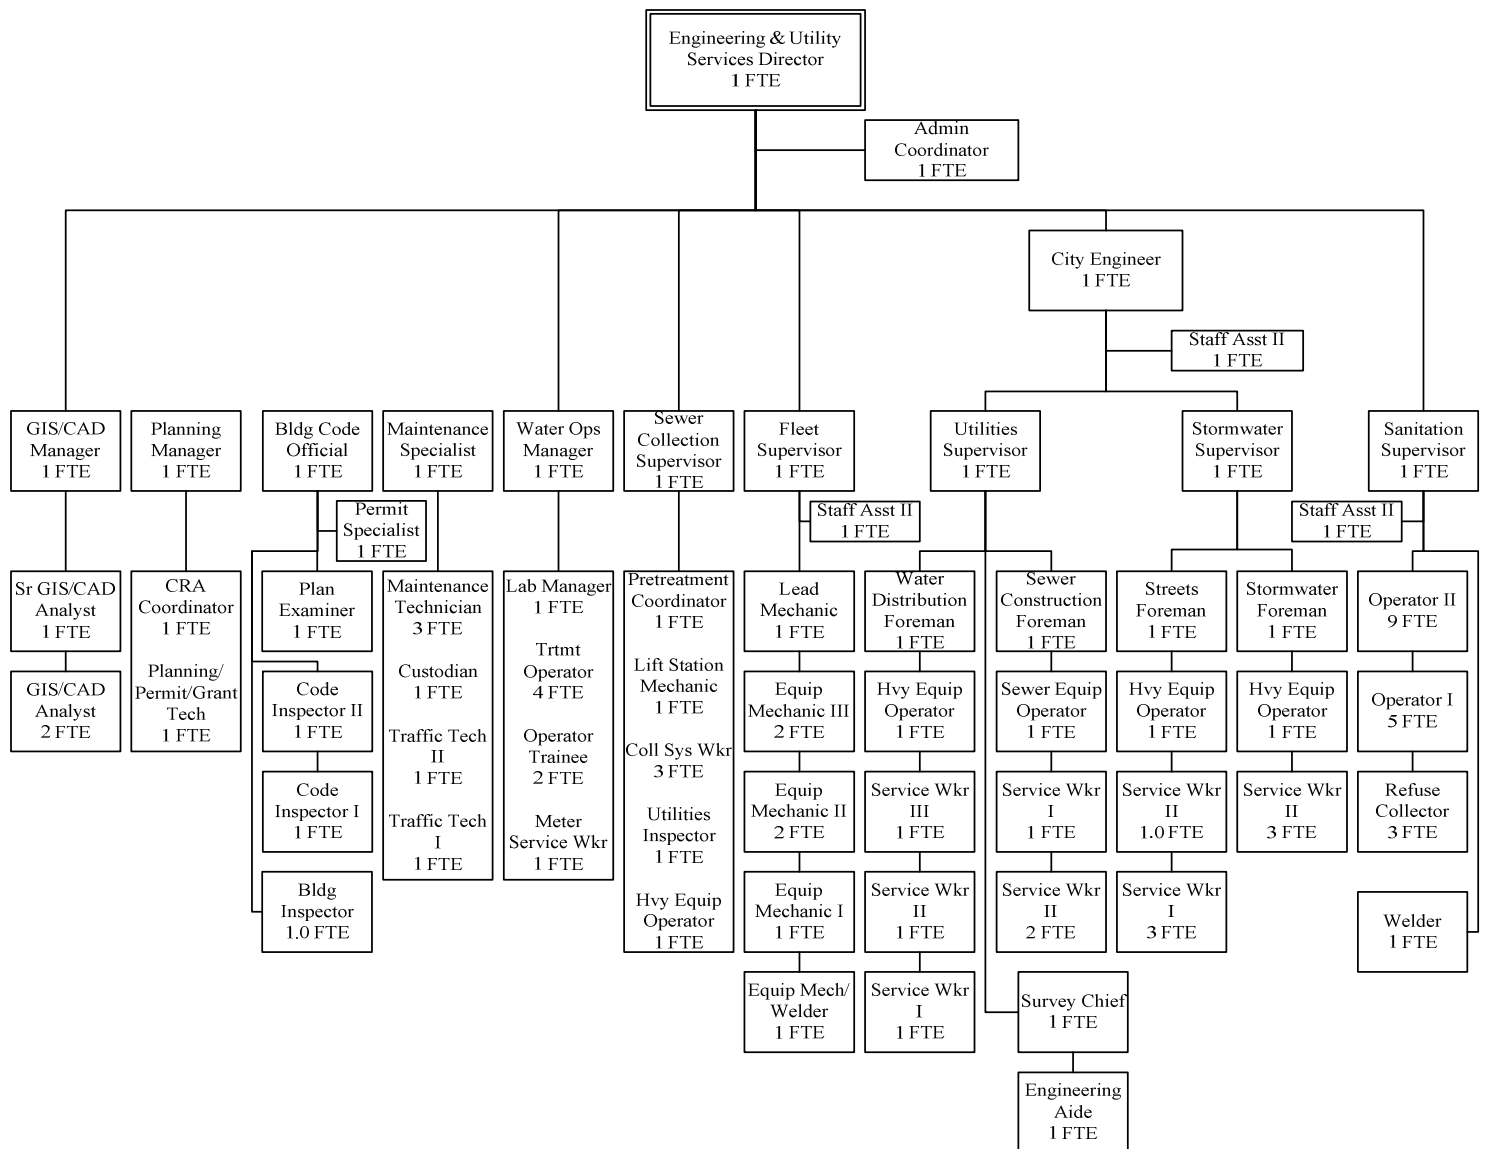 Engineering & Utility
Services Director
1 FTE
Admin
Coordinator
1 FTE
City Engineer
1 FTE
Staff Asst II
1 FTE
GIS/CAD
Manager
1 FTE
Planning
Manager
1 FTE
Bldg Code
Official
1 FTE
Maintenance
Specialist
1 FTE
Water Ops
Manager
1 FTE
Sewer
Collection
Supervisor
1 FTE
Fleet
Supervisor
1 FTE
Utilities
Supervisor
1 FTE
Stormwater
Supervisor
1 FTE
Sanitation
Supervisor
1 FTE
Permit
Specialist
1 FTE
Staff Asst II
1 FTE
Staff Asst II
1 FTE
Sr GIS/CAD
Analyst
1 FTE
GIS/CAD
Analyst
2 FTE
CRA
Coordinator
1 FTE
Planning/
Permit/Grant
Tech
1 FTE
Plan
Examiner
1 FTE
Code
Inspector II
1 FTE
Code
Inspector I
1 FTE
Bldg
Inspector
1.0 FTE
Maintenance
Technician
3 FTE
Custodian
1 FTE
Traffic Tech
II
1 FTE
Traffic Tech
I
1 FTE
Lab Manager
1 FTE
Trtmt
Operator
4 FTE
Operator
Trainee
2 FTE
Meter
Service Wkr
1 FTE
Pretreatment
Coordinator
1 FTE
Lift Station
Mechanic
1 FTE
Coll Sys Wkr
3 FTE
Utilities
Inspector
1 FTE
Hvy Equip
Operator
1 FTE
Lead
Mechanic
1 FTE
Equip
Mechanic III
2 FTE
Equip
Mechanic II
2 FTE
Equip
Mechanic I
1 FTE
Equip Mech/
Welder
1 FTE
Water
Distribution
Foreman
1 FTE
Hvy Equip
Operator
1 FTE
Service Wkr
III
1 FTE
Service Wkr
II
1 FTE
Service Wkr
I
1 FTE
Sewer
Construction
Foreman
1 FTE
Sewer Equip
Operator
1 FTE
Service Wkr
I
1 FTE
Service Wkr
II
2 FTE
Survey Chief
1 FTE
Engineering
Aide
1 FTE
Streets
Foreman
1 FTE
Hvy Equip
Operator
1 FTE
Service Wkr
II
1.0 FTE
Service Wkr
I
3 FTE
Stormwater
Foreman
1 FTE
Hvy Equip
Operator
1 FTE
Service Wkr
II
3 FTE
Operator II
9 FTE
Operator I
5 FTE
Refuse
Collector
3 FTE
Welder
1 FTE